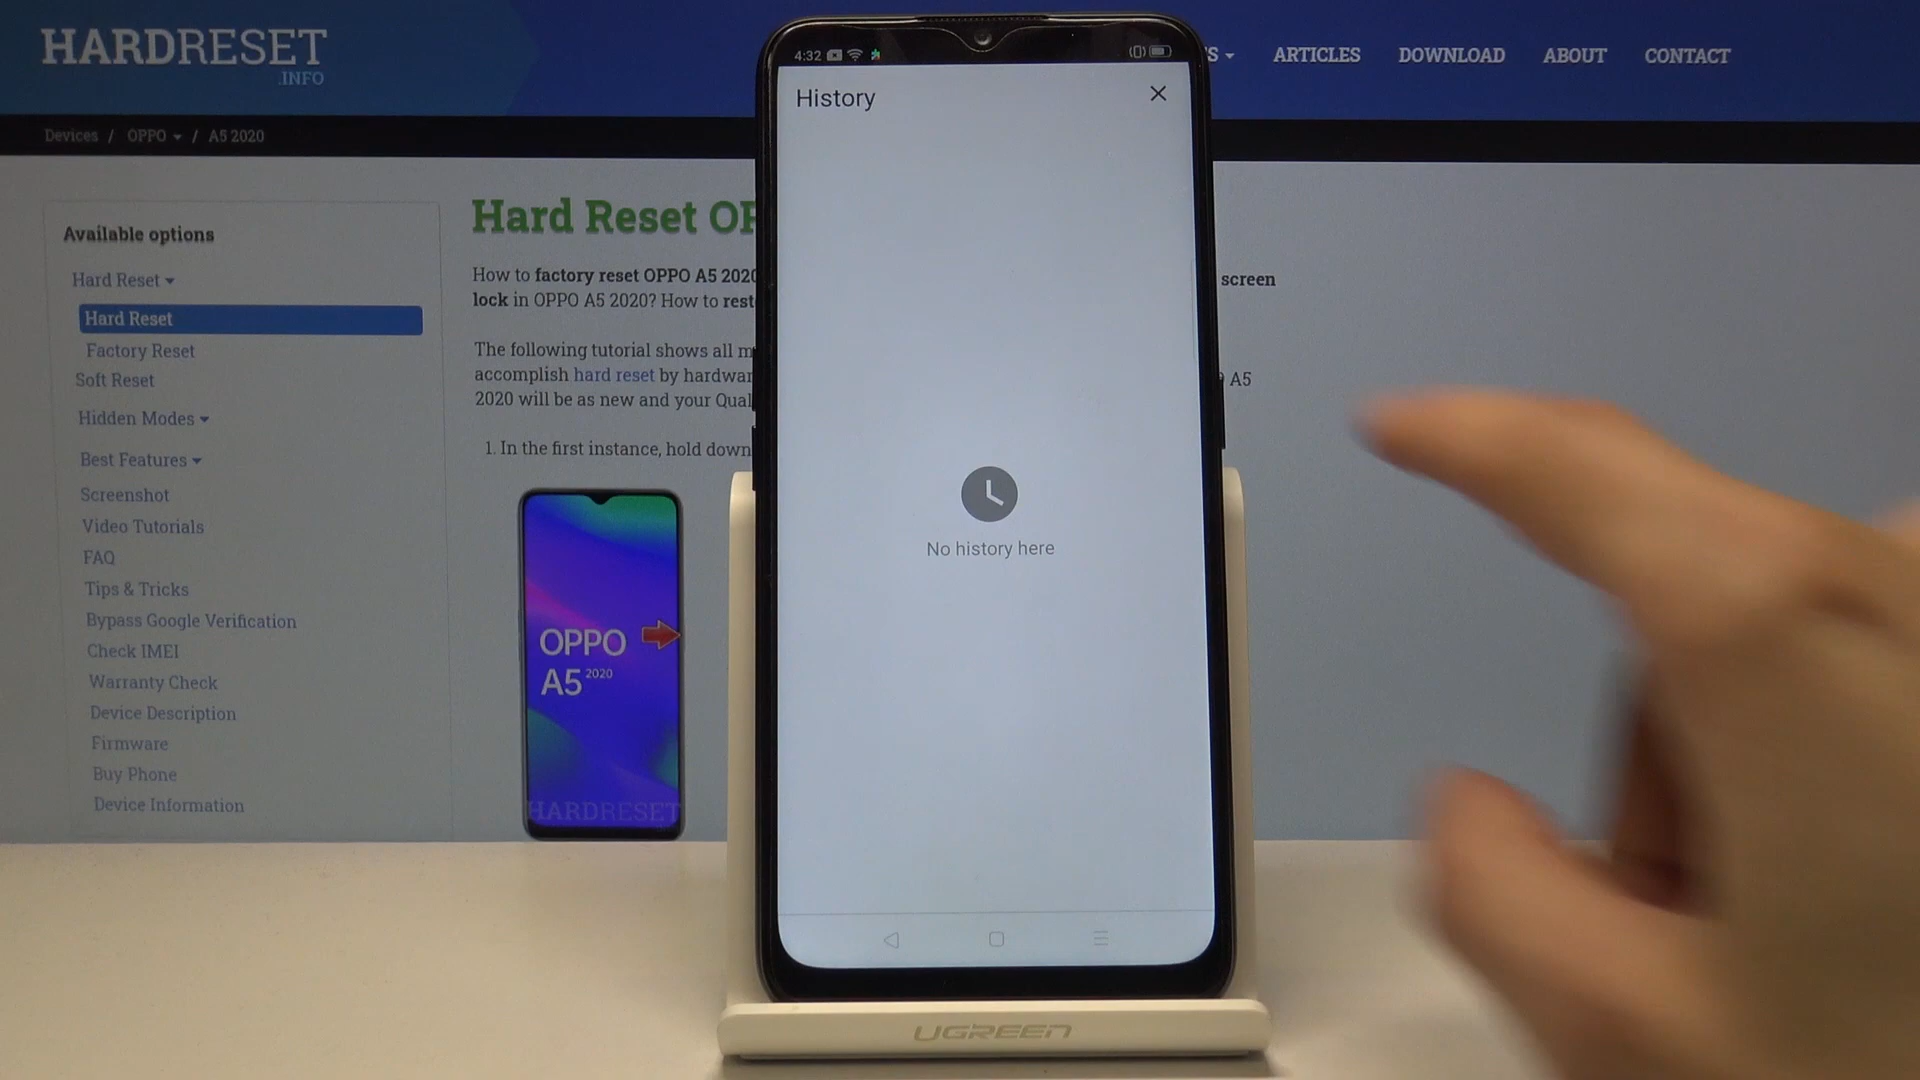 HARDRESET
.INFO
S
ARTICLES
DOWNLOAD
ABOUT
CONTACT
Devices / OPPO / A5 2020
Available options
Hard Reset
Hard Reset
Factory Reset
Soft Reset
Hidden Modes
Best Features
Screenshot
Video Tutorials
FAQ
Tips & Tricks
Bypass Google Verification
Check IMEI
Warranty Check
Device Description
Firmware
Buy Phone
Device Information
Hard Reset OP
How to factory reset OPPO A5 2020
screen
lock in OPPO A5 2020? How to rest
The following tutorial shows all m
accomplish hard reset by hardwar
A5
2020 will be as new and your Qual
1. In the first instance, hold down
OPPO
A5 2020
HARDRESET
4:32
History
No history here
UGREEN